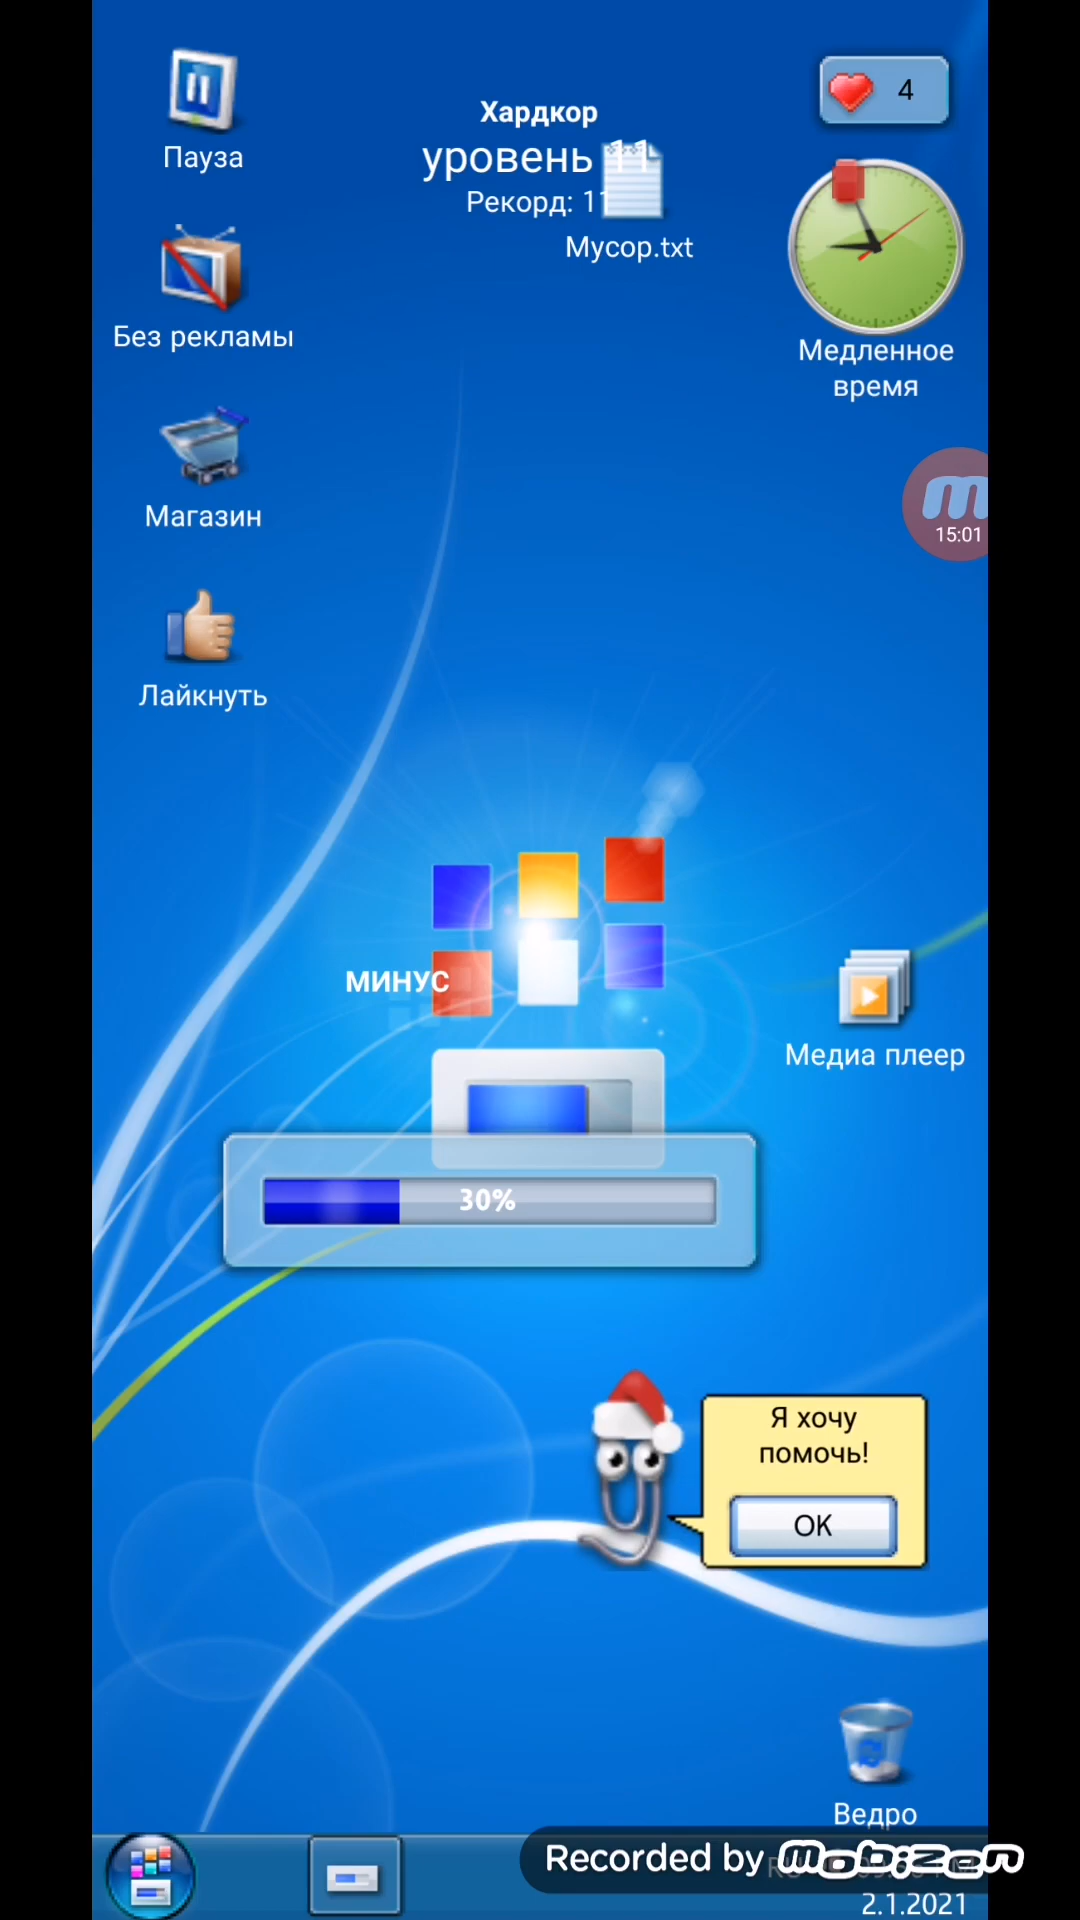 Пауза
Хардкор
уровень 11
Рекорд: 11
4
Мусор.txt
Без рекламы
Медленное
время
Магазин
15:01
Лайкнуть
МИНУС
Медиа плеер
30%
Я хочу
помочь!
OK
Ведро
Recorded by mobizen
2.1.2021